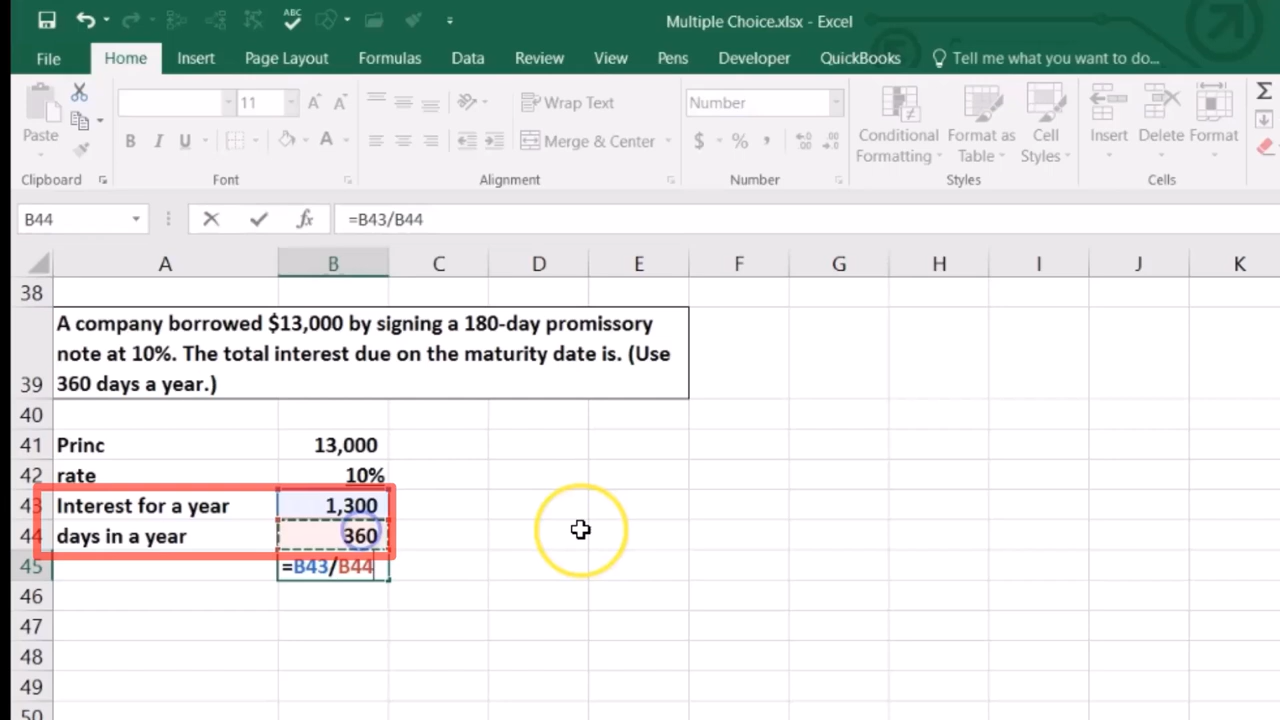 ABC
Multiple Choice.xlsx - Excel
File Home Insert Page Layout Formulas Data Review View Pens Developer QuickBooks Tell me what you want to do...
11 A A Wrap Text Number
Paste B I U A Merge & Center $ % , Conditional Formatting Format as Table Cell Styles Insert Delete Format Σ
Clipboard Font Alignment Number Styles Cells
B44 fx =B43/B44
A B C D E F G H I J K
38
A company borrowed $13,000 by signing a 180-day promissory
note at 10%. The total interest due on the maturity date is. (Use
39 360 days a year.)
40
41 Princ 13,000
42 rate 10%
43 Interest for a year 1,300
44 days in a year 360
45 =B43/B44
46
47
48
49
50